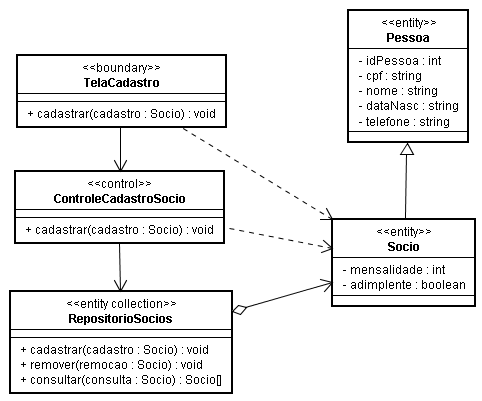 <<entity>>
Pessoa
- idPessoa : int
- cpf : string
- nome : string
- dataNasc : string
- telefone : string
<<boundary>>
TelaCadastro
+ cadastrar(cadastro : Socio) : void
<<control>>
ControleCadastroSocio
+ cadastrar(cadastro : Socio) : void
<<entity>>
Socio
- mensalidade : int
- adimplente : boolean
<<entity collection>>
RepositorioSocios
+ cadastrar(cadastro : Socio) : void
+ remover(remocao : Socio) : void
+ consultar(consulta : Socio) : Socio[]